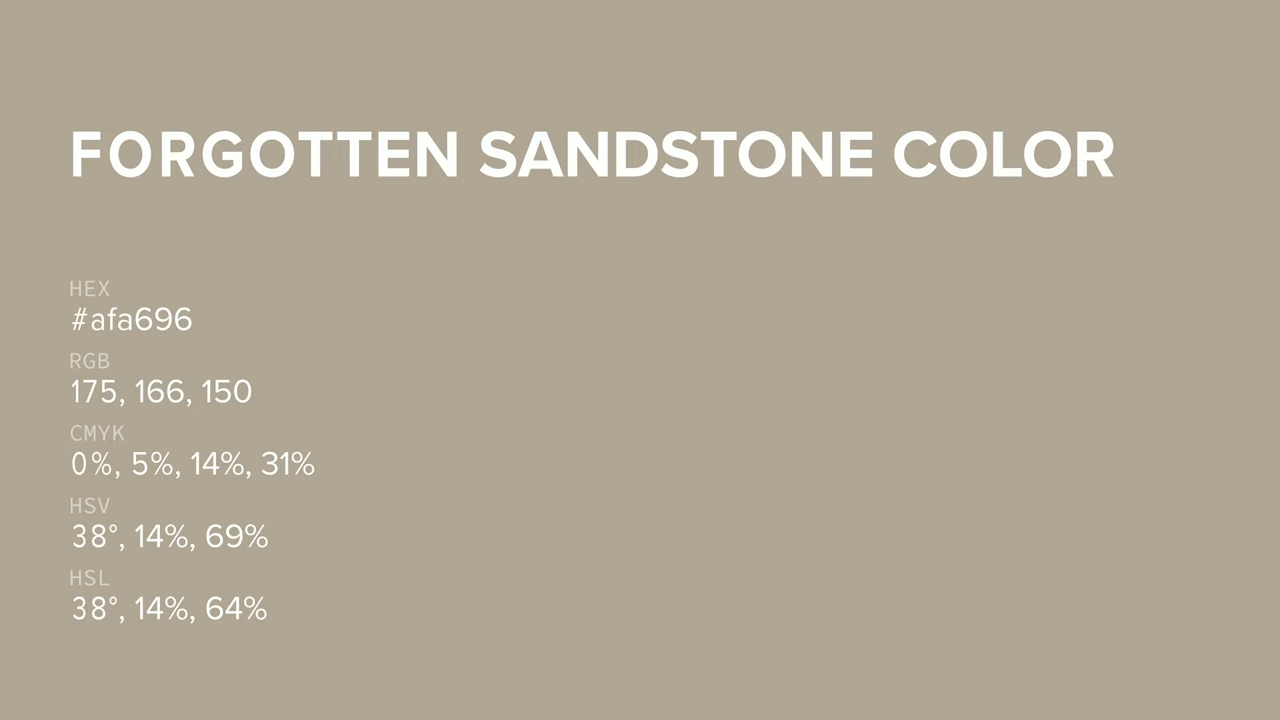 FORGOTTEN SANDSTONE COLOR
HEX
#afa696
RGB
175, 166, 150
CMYK
0%, 5%, 14%, 31%
HSV
38°, 14%, 69%
HSL
38°, 14%, 64%